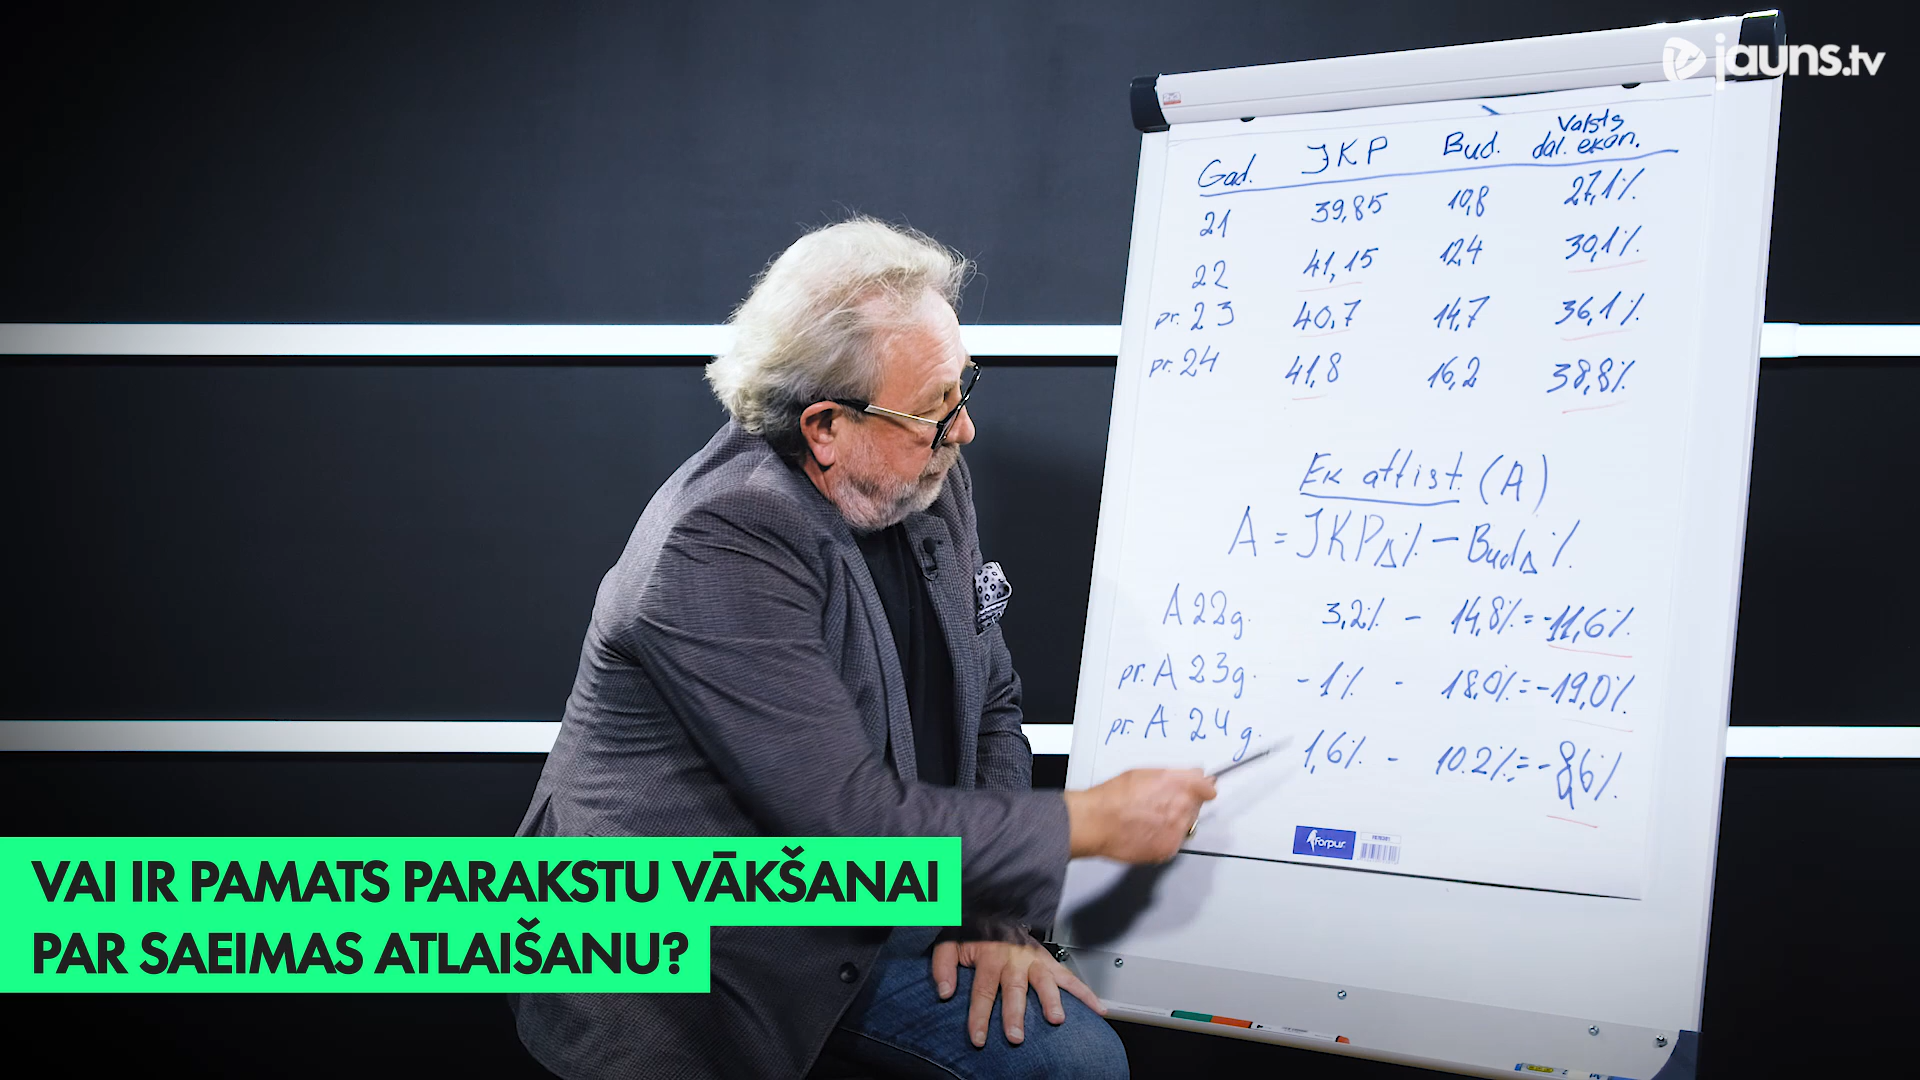 jauns.tv
Gad. IKP Bud. Valsts dal. ekon.
21 39,85 10,8 27,1%
22 41,15 12,4 30,1%
pr. 23 40,7 14,7 36,1%
pr. 24 41,8 16,2 38,8%
Ek attist. (A)
A = IKPΔ% - BudΔ%
A 22g. 3,2% - 14,8% = -11,6%
pr. A 23g. -1% - 18,0% = -19,0%
pr. A 24g. 1,6% - 10.2% = -8,6%
Forpus
VAI IR PAMATS PARAKSTU VĀKŠANAI
PAR SAEIMAS ATLAIŠANU?